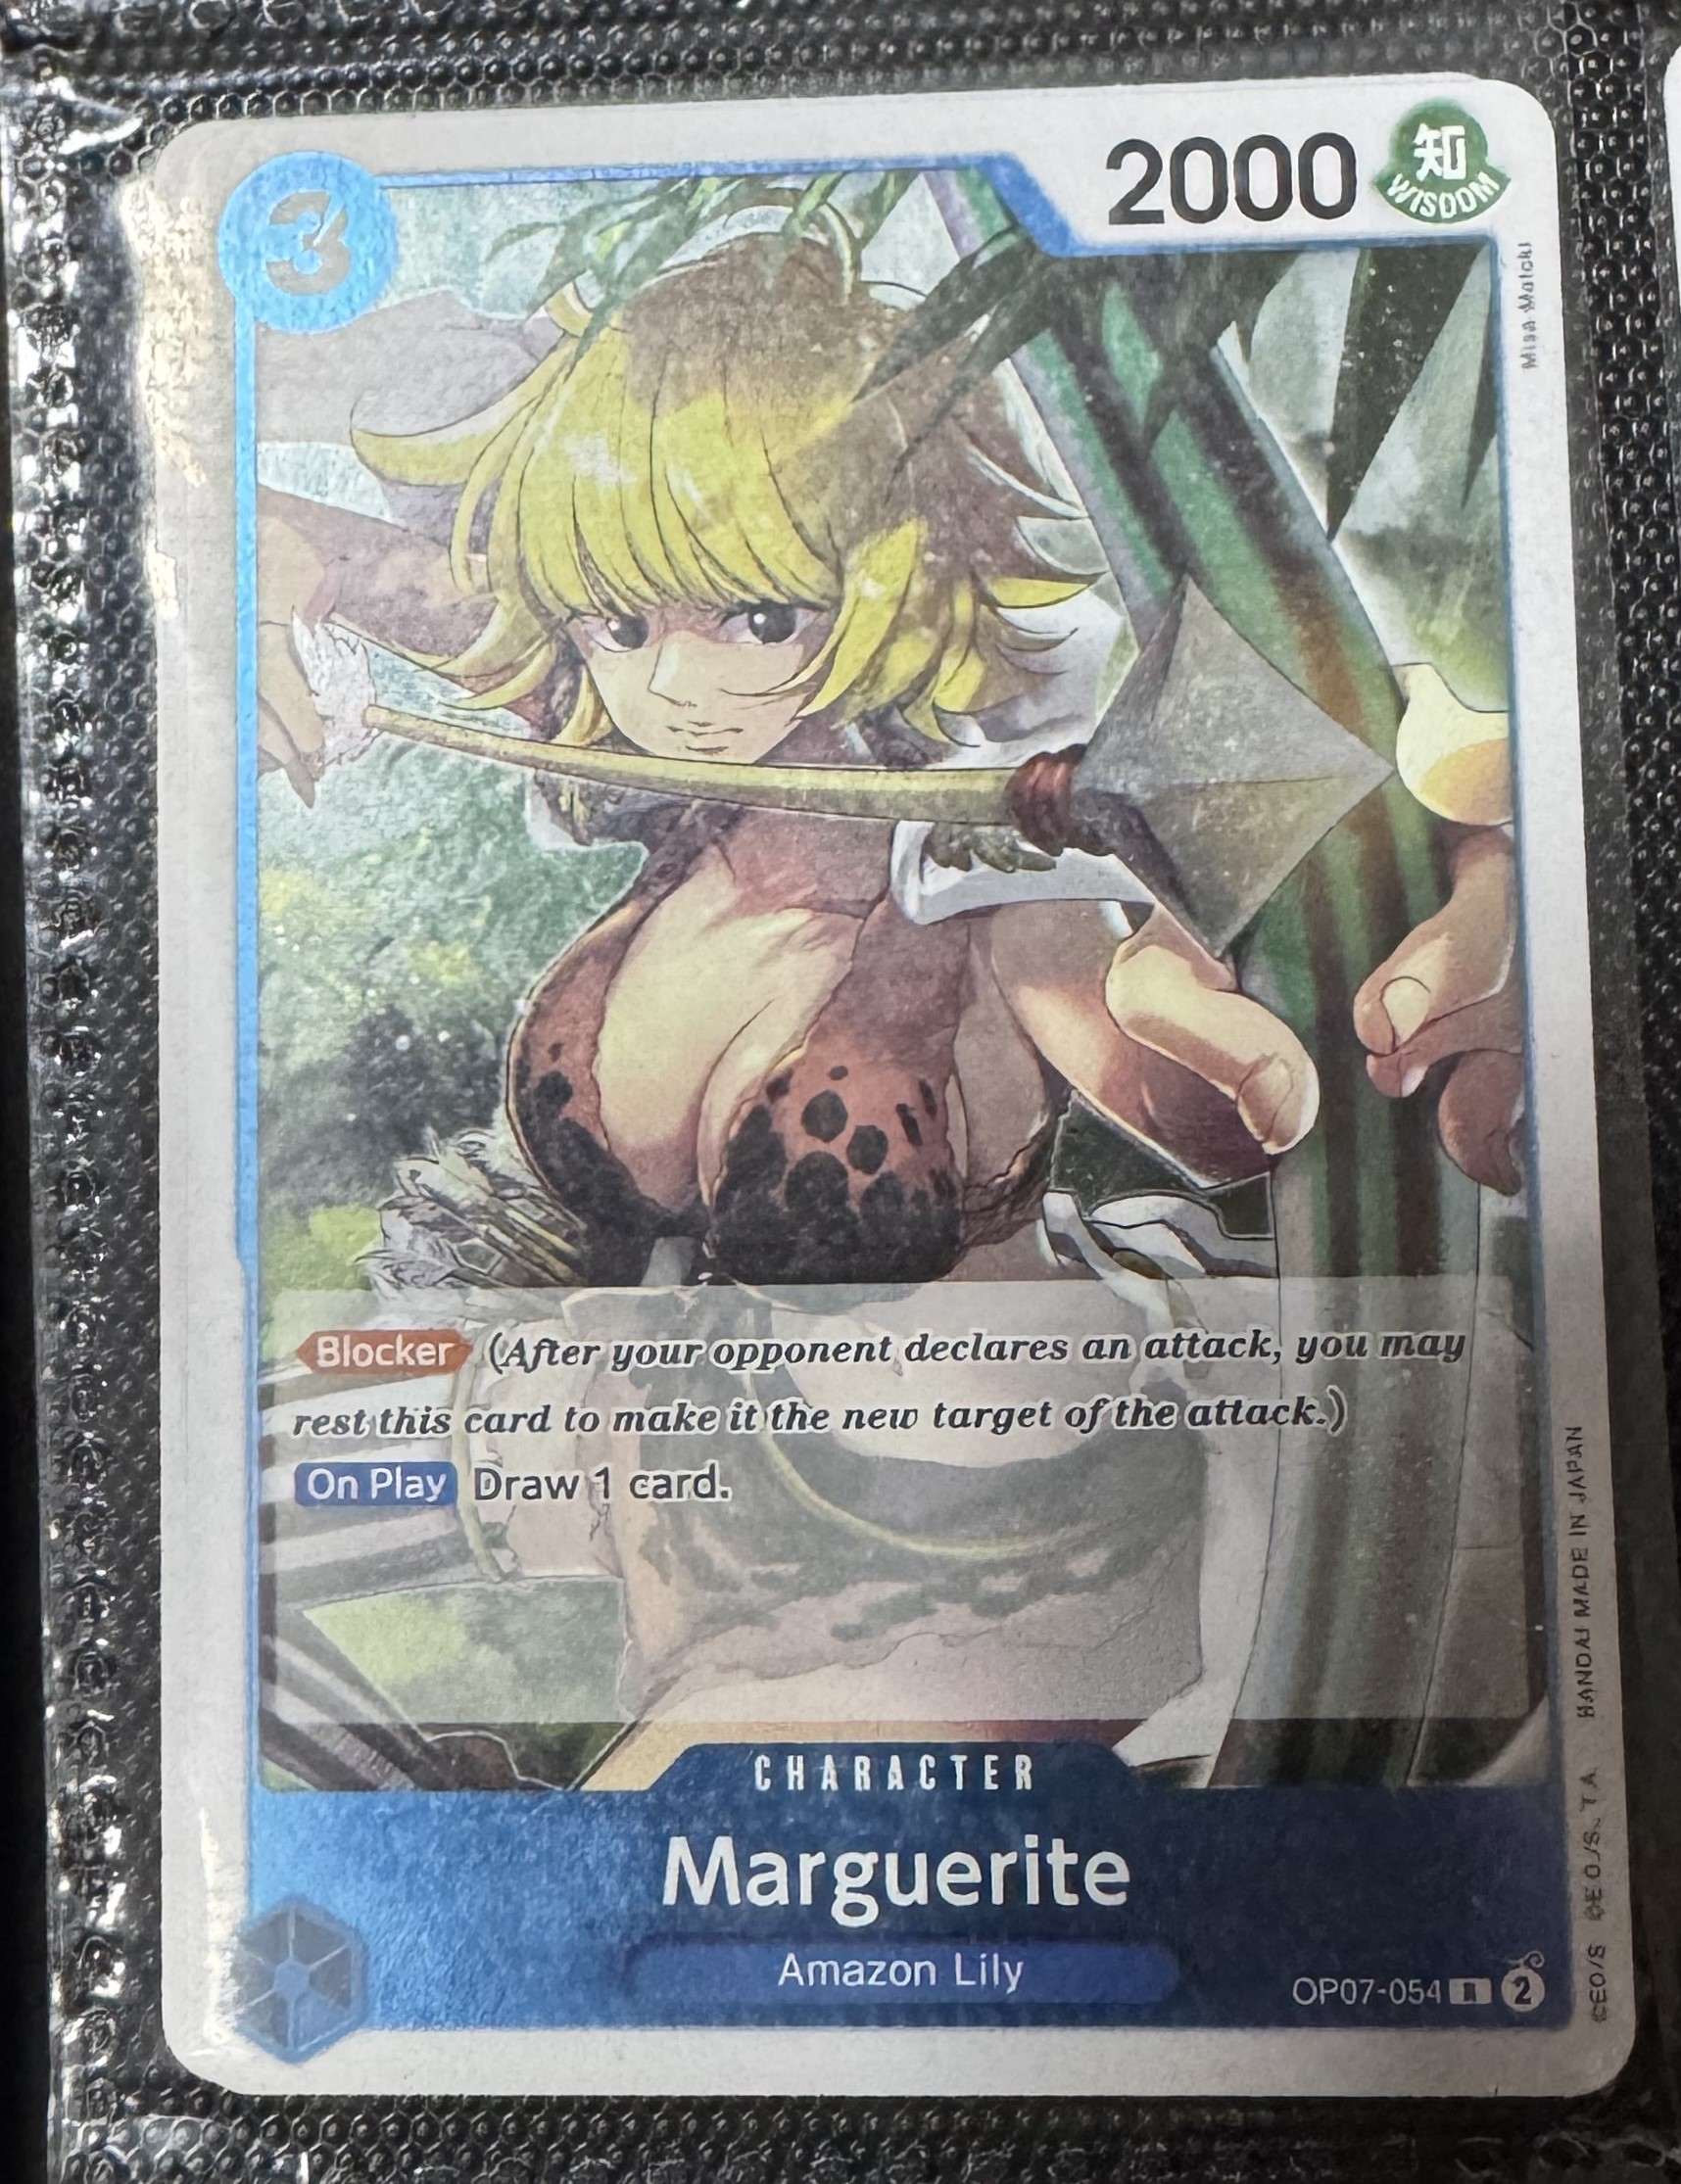 3
2000
知
WISDOM
Misa Matoki
Blocker (After your opponent declares an attack, you may
rest this card to make it the new target of the attack.)
On Play Draw 1 card.
CHARACTER
Marguerite
Amazon Lily
OP07-054 R 2
BANDAI MADE IN JAPAN